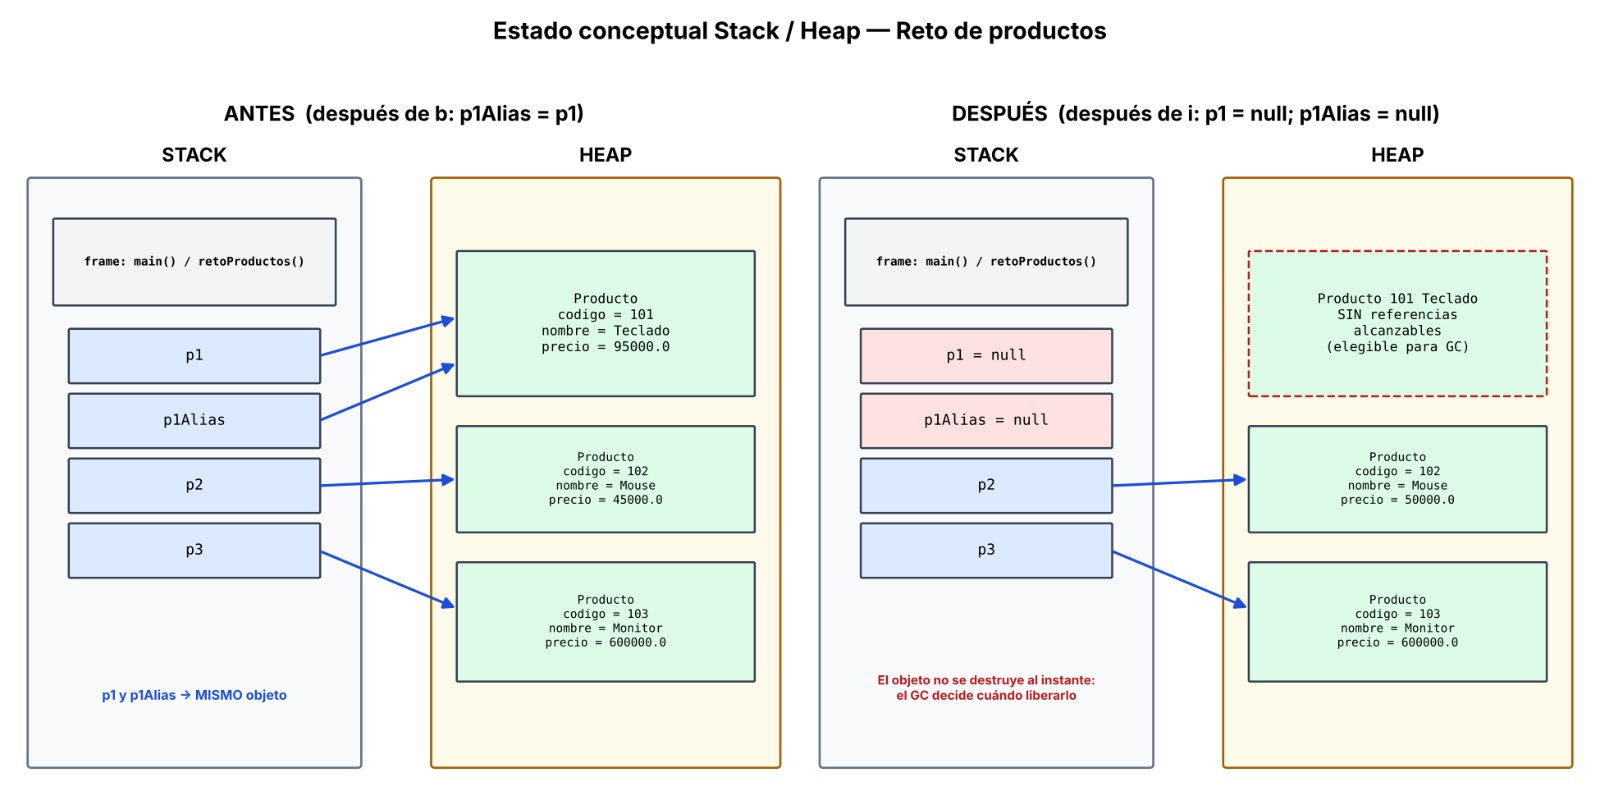 Estado conceptual Stack / Heap — Reto de productos
ANTES  (después de b: p1Alias = p1)
STACK
HEAP
frame: main() / retoProductos()
p1
p1Alias
p2
p3
p1 y p1Alias → MISMO objeto
Producto
codigo = 101
nombre = Teclado
precio = 95000.0
Producto
codigo = 102
nombre = Mouse
precio = 45000.0
Producto
codigo = 103
nombre = Monitor
precio = 600000.0
DESPUÉS  (después de i: p1 = null; p1Alias = null)
STACK
HEAP
frame: main() / retoProductos()
p1 = null
p1Alias = null
p2
p3
El objeto no se destruye al instante:
el GC decide cuándo liberarlo
Producto 101 Teclado
SIN referencias
alcanzables
(elegible para GC)
Producto
codigo = 102
nombre = Mouse
precio = 50000.0
Producto
codigo = 103
nombre = Monitor
precio = 600000.0